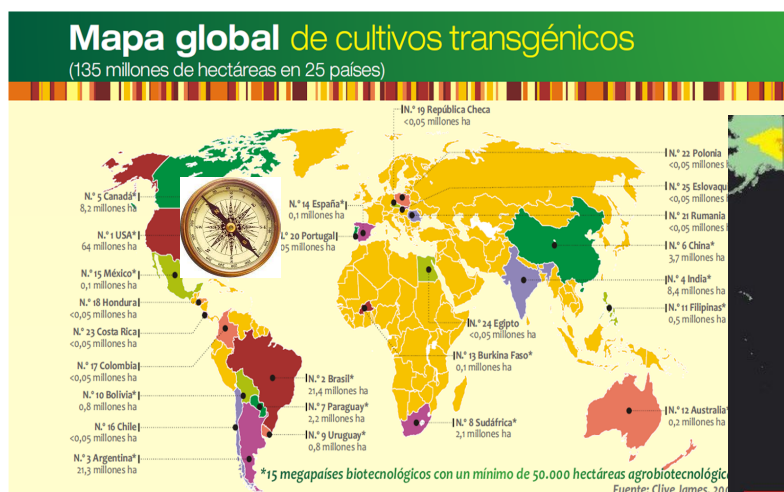 Mapa global de cultivos transgénicos
(135 millones de hectáreas en 25 países)
N.º 19 República Checa
<0,05 millones ha
N.º 22 Polonia
<0,05 millones
N.º 25 Eslovaqu
<0,05 millones
N.º 14 España*
0,1 millones ha
N.º 21 Rumania
<0,05 millones
N.º 5 Canadá*
8,2 millones ha
N.º 20 Portugal
05 millones ha
N.º 1 USA*
64 millones ha
N.º 6 China*
3,7 millones ha
N.º 15 México*
0,1 millones ha
N.º 4 India*
8,4 millones ha
N.º 18 Hondura
<0,05 millones ha
N.º 11 Filipinas*
0,5 millones ha
N.º 23 Costa Rica
<0,05 millones ha
N.º 24 Egipto
<0,05 millones ha
N.º 17 Colombia
<0,05 millones ha
N.º 13 Burkina Faso*
0,1 millones ha
N.º 2 Brasil*
21,4 millones ha
N.º 10 Bolivia*
0,8 millones ha
N.º 7 Paraguay*
2,2 millones ha
N.º 12 Australia*
0,2 millones ha
N.º 16 Chile
<0,05 millones ha
N.º 8 Sudáfrica*
2,1 millones ha
N.º 9 Uruguay*
0,8 millones ha
N.º 3 Argentina*
21,3 millones ha
*15 megapaíses biotecnológicos con un mínimo de 50.000 hectáreas agrobiotecnológica
Fuente: Clive James, 200